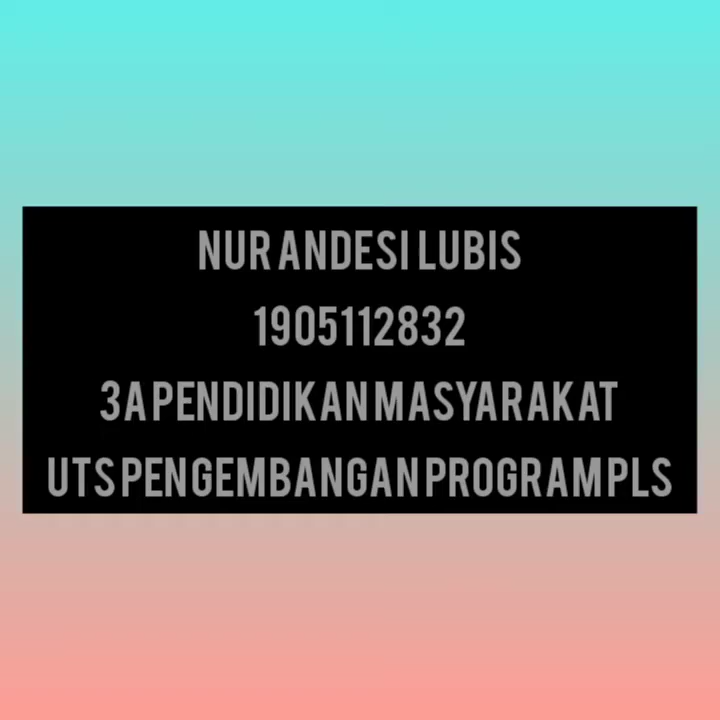 NUR ANDESI LUBIS
1905112832
3A PENDIDIKAN MASYARAKAT
UTS PENGEMBANGAN PROGRAM PLS